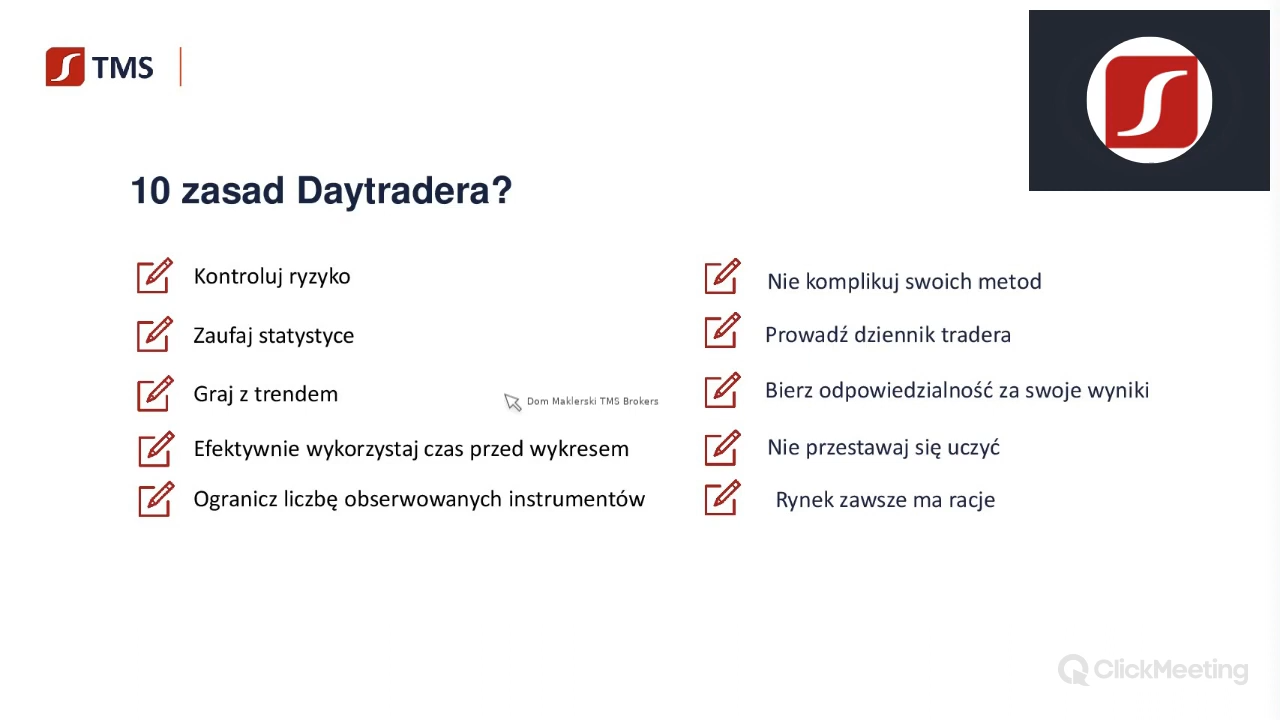 TMS
10 zasad Daytradera?
Kontroluj ryzyko
Zaufaj statystyce
Graj z trendem
Efektywnie wykorzystaj czas przed wykresem
Ogranicz liczbę obserwowanych instrumentów
Dom Maklerski TMS Brokers
Nie komplikuj swoich metod
Prowadź dziennik tradera
Bierz odpowiedzialność za swoje wyniki
Nie przestawaj się uczyć
Rynek zawsze ma racje
ClickMeeting